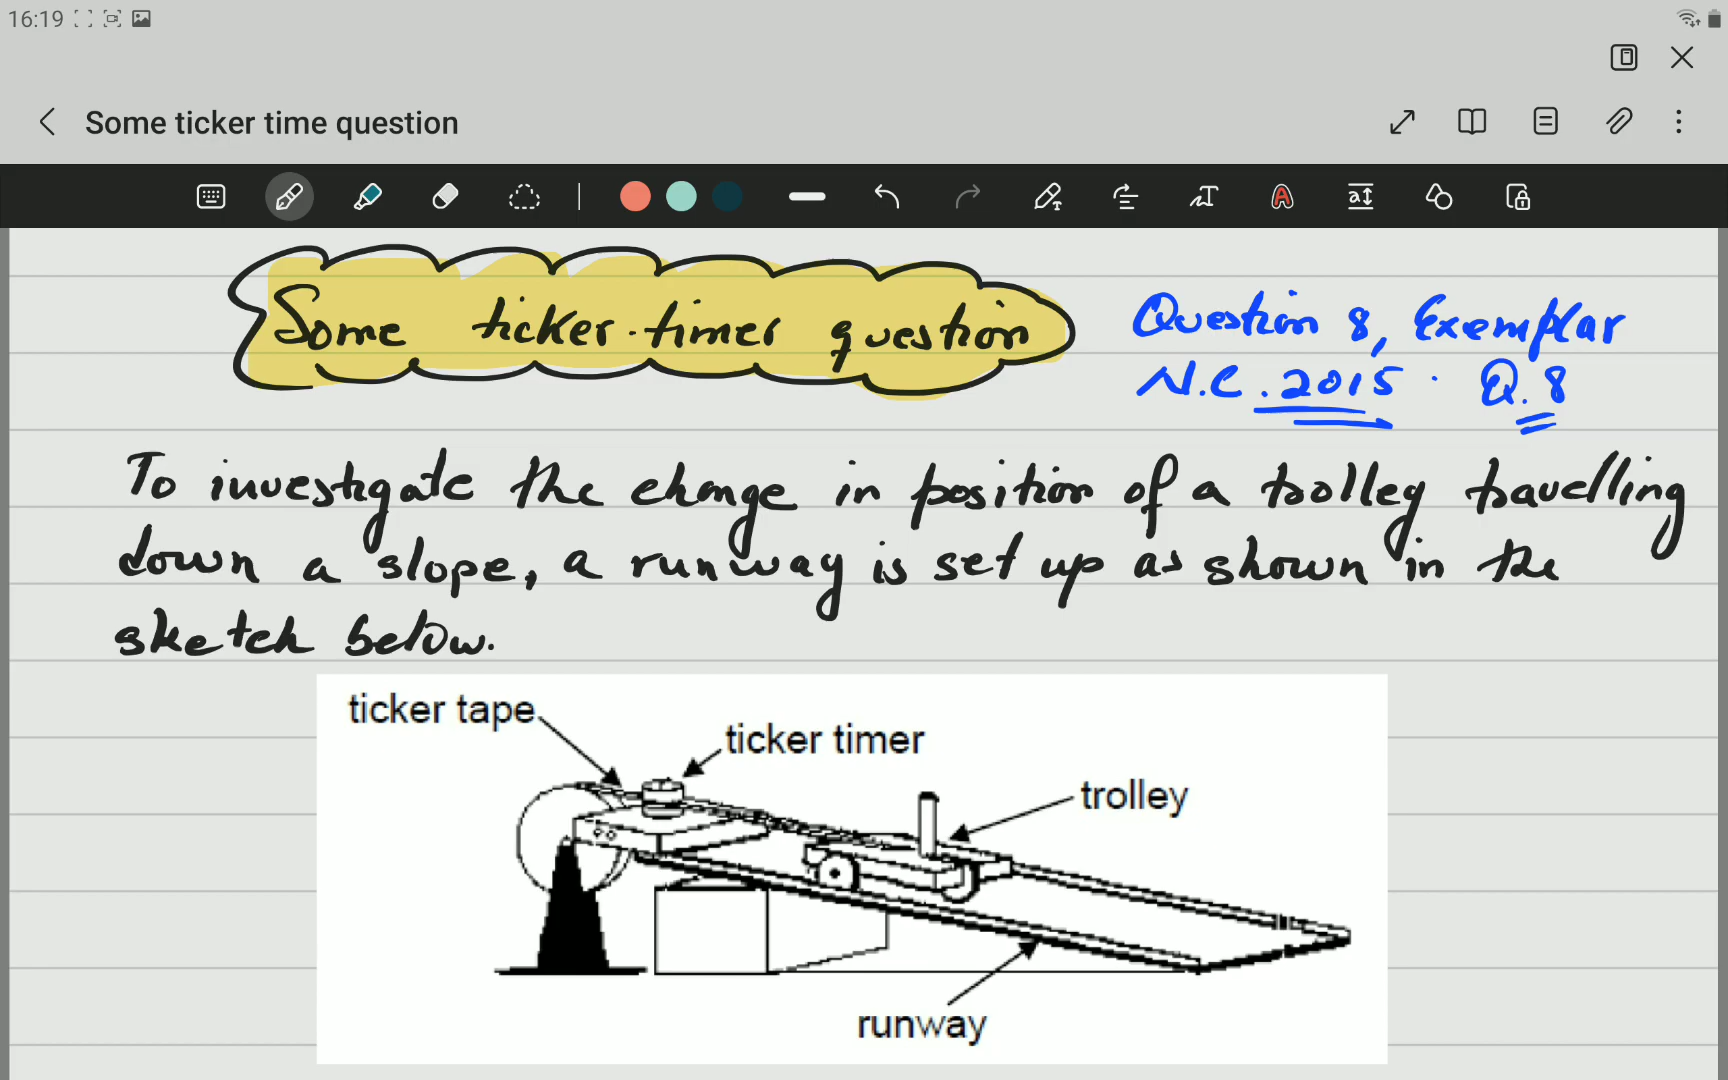 16:19
Some ticker time question
Some ticker-timer question
Question 8, Exemplar
N.C. 2015. Q.8
To investigate the change in position of a trolley travelling
down a slope, a runway is set up as shown in the
sketch below.
ticker tape
ticker timer
trolley
runway